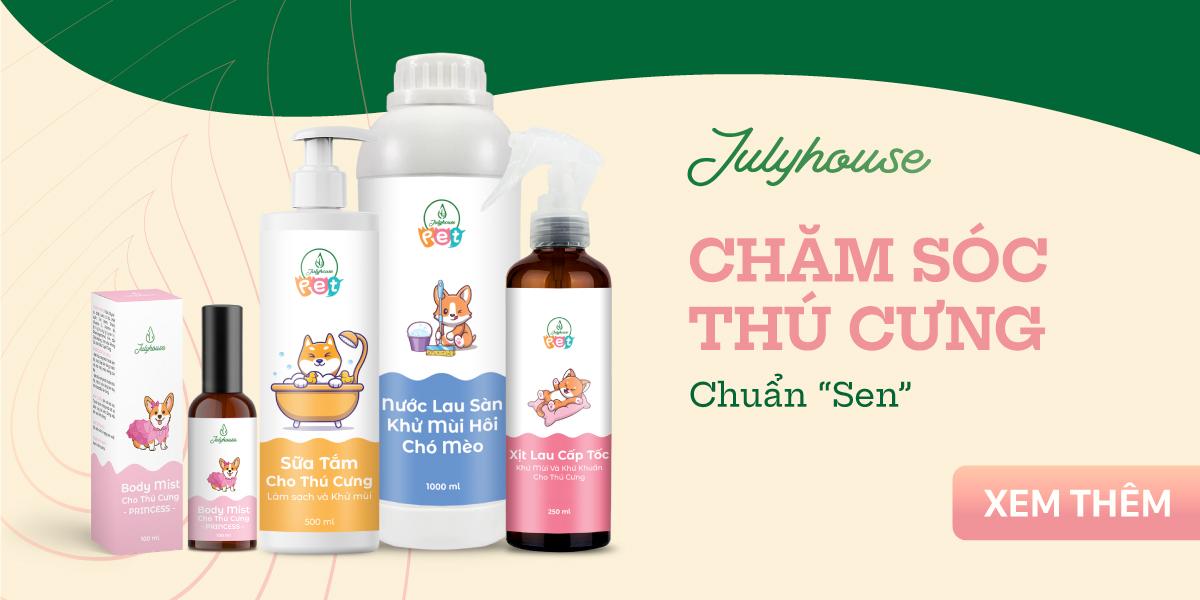 Julyhouse
CHĂM SÓC
THÚ CƯNG
Chuẩn “Sen”
XEM THÊM
Julyhouse
Body Mist
Cho Thú Cưng
- PRINCESS -
100 ml
Julyhouse
Body Mist
Cho Thú Cưng
- PRINCESS -
100 ml
Julyhouse
Pet
Sữa Tắm
Cho Thú Cưng
Làm sạch và Khử mùi
500 ml
Julyhouse
Pet
Nước Lau Sàn
Khử Mùi Hôi
Chó Mèo
1000 ml
Julyhouse
Pet
Xịt Lau Cấp Tốc
Khử Mùi Và Khử Khuẩn
Cho Thú Cưng
250 ml